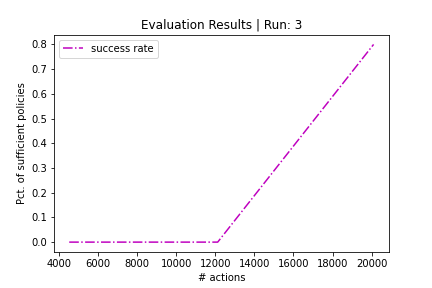 Evaluation Results | Run: 3
success rate
Pct. of sufficient policies
0.8
0.7
0.6
0.5
0.4
0.3
0.2
0.1
0.0
4000 6000 8000 10000 12000 14000 16000 18000 20000
# actions